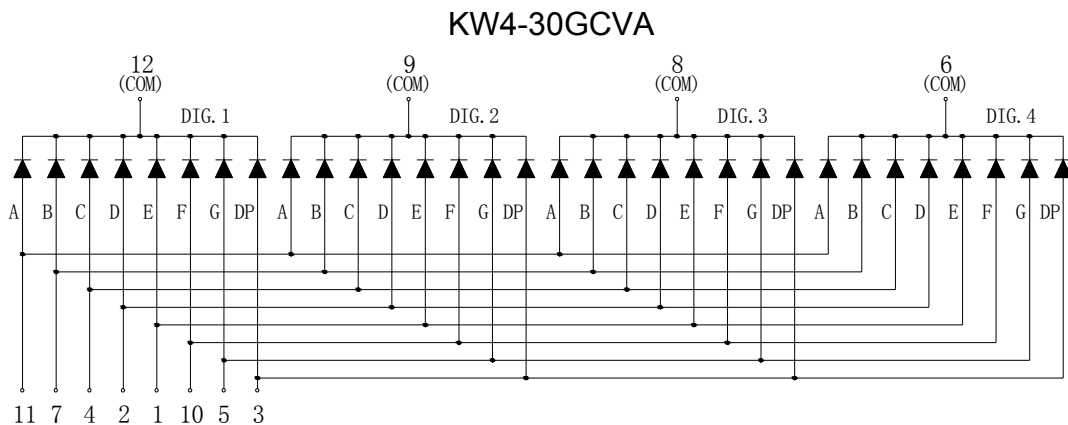 KW4-30GCVA
12 9 8 6
(COM) (COM) (COM) (COM)
DIG.1 DIG.2 DIG.3 DIG.4
A B C D E F G DP A B C D E F G DP A B C D E F G DP A B C D E F G DP
11 7 4 2 1 10 5 3